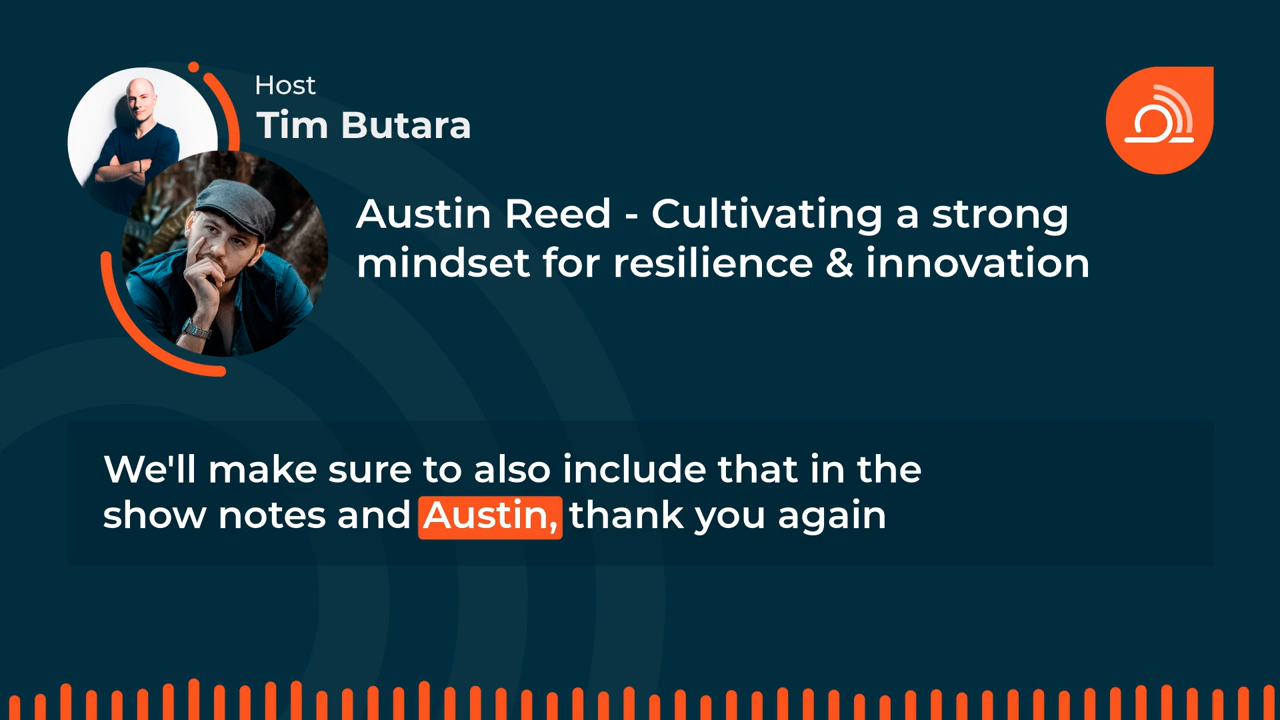 Host
Tim Butara
Austin Reed - Cultivating a strong
mindset for resilience & innovation
We'll make sure to also include that in the
show notes and Austin, thank you again